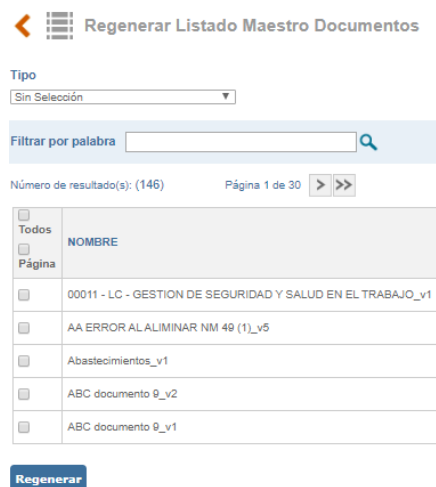 Regenerar Listado Maestro Documentos
Tipo
Sin Selección
Filtrar por palabra
Número de resultado(s): (146) Página 1 de 30 > >>
Todos
Página
NOMBRE
00011 - LC - GESTION DE SEGURIDAD Y SALUD EN EL TRABAJO_v1
AA ERROR AL ALIMINAR NM 49 (1)_v5
Abastecimientos_v1
ABC documento 9_v2
ABC documento 9_v1
Regenerar